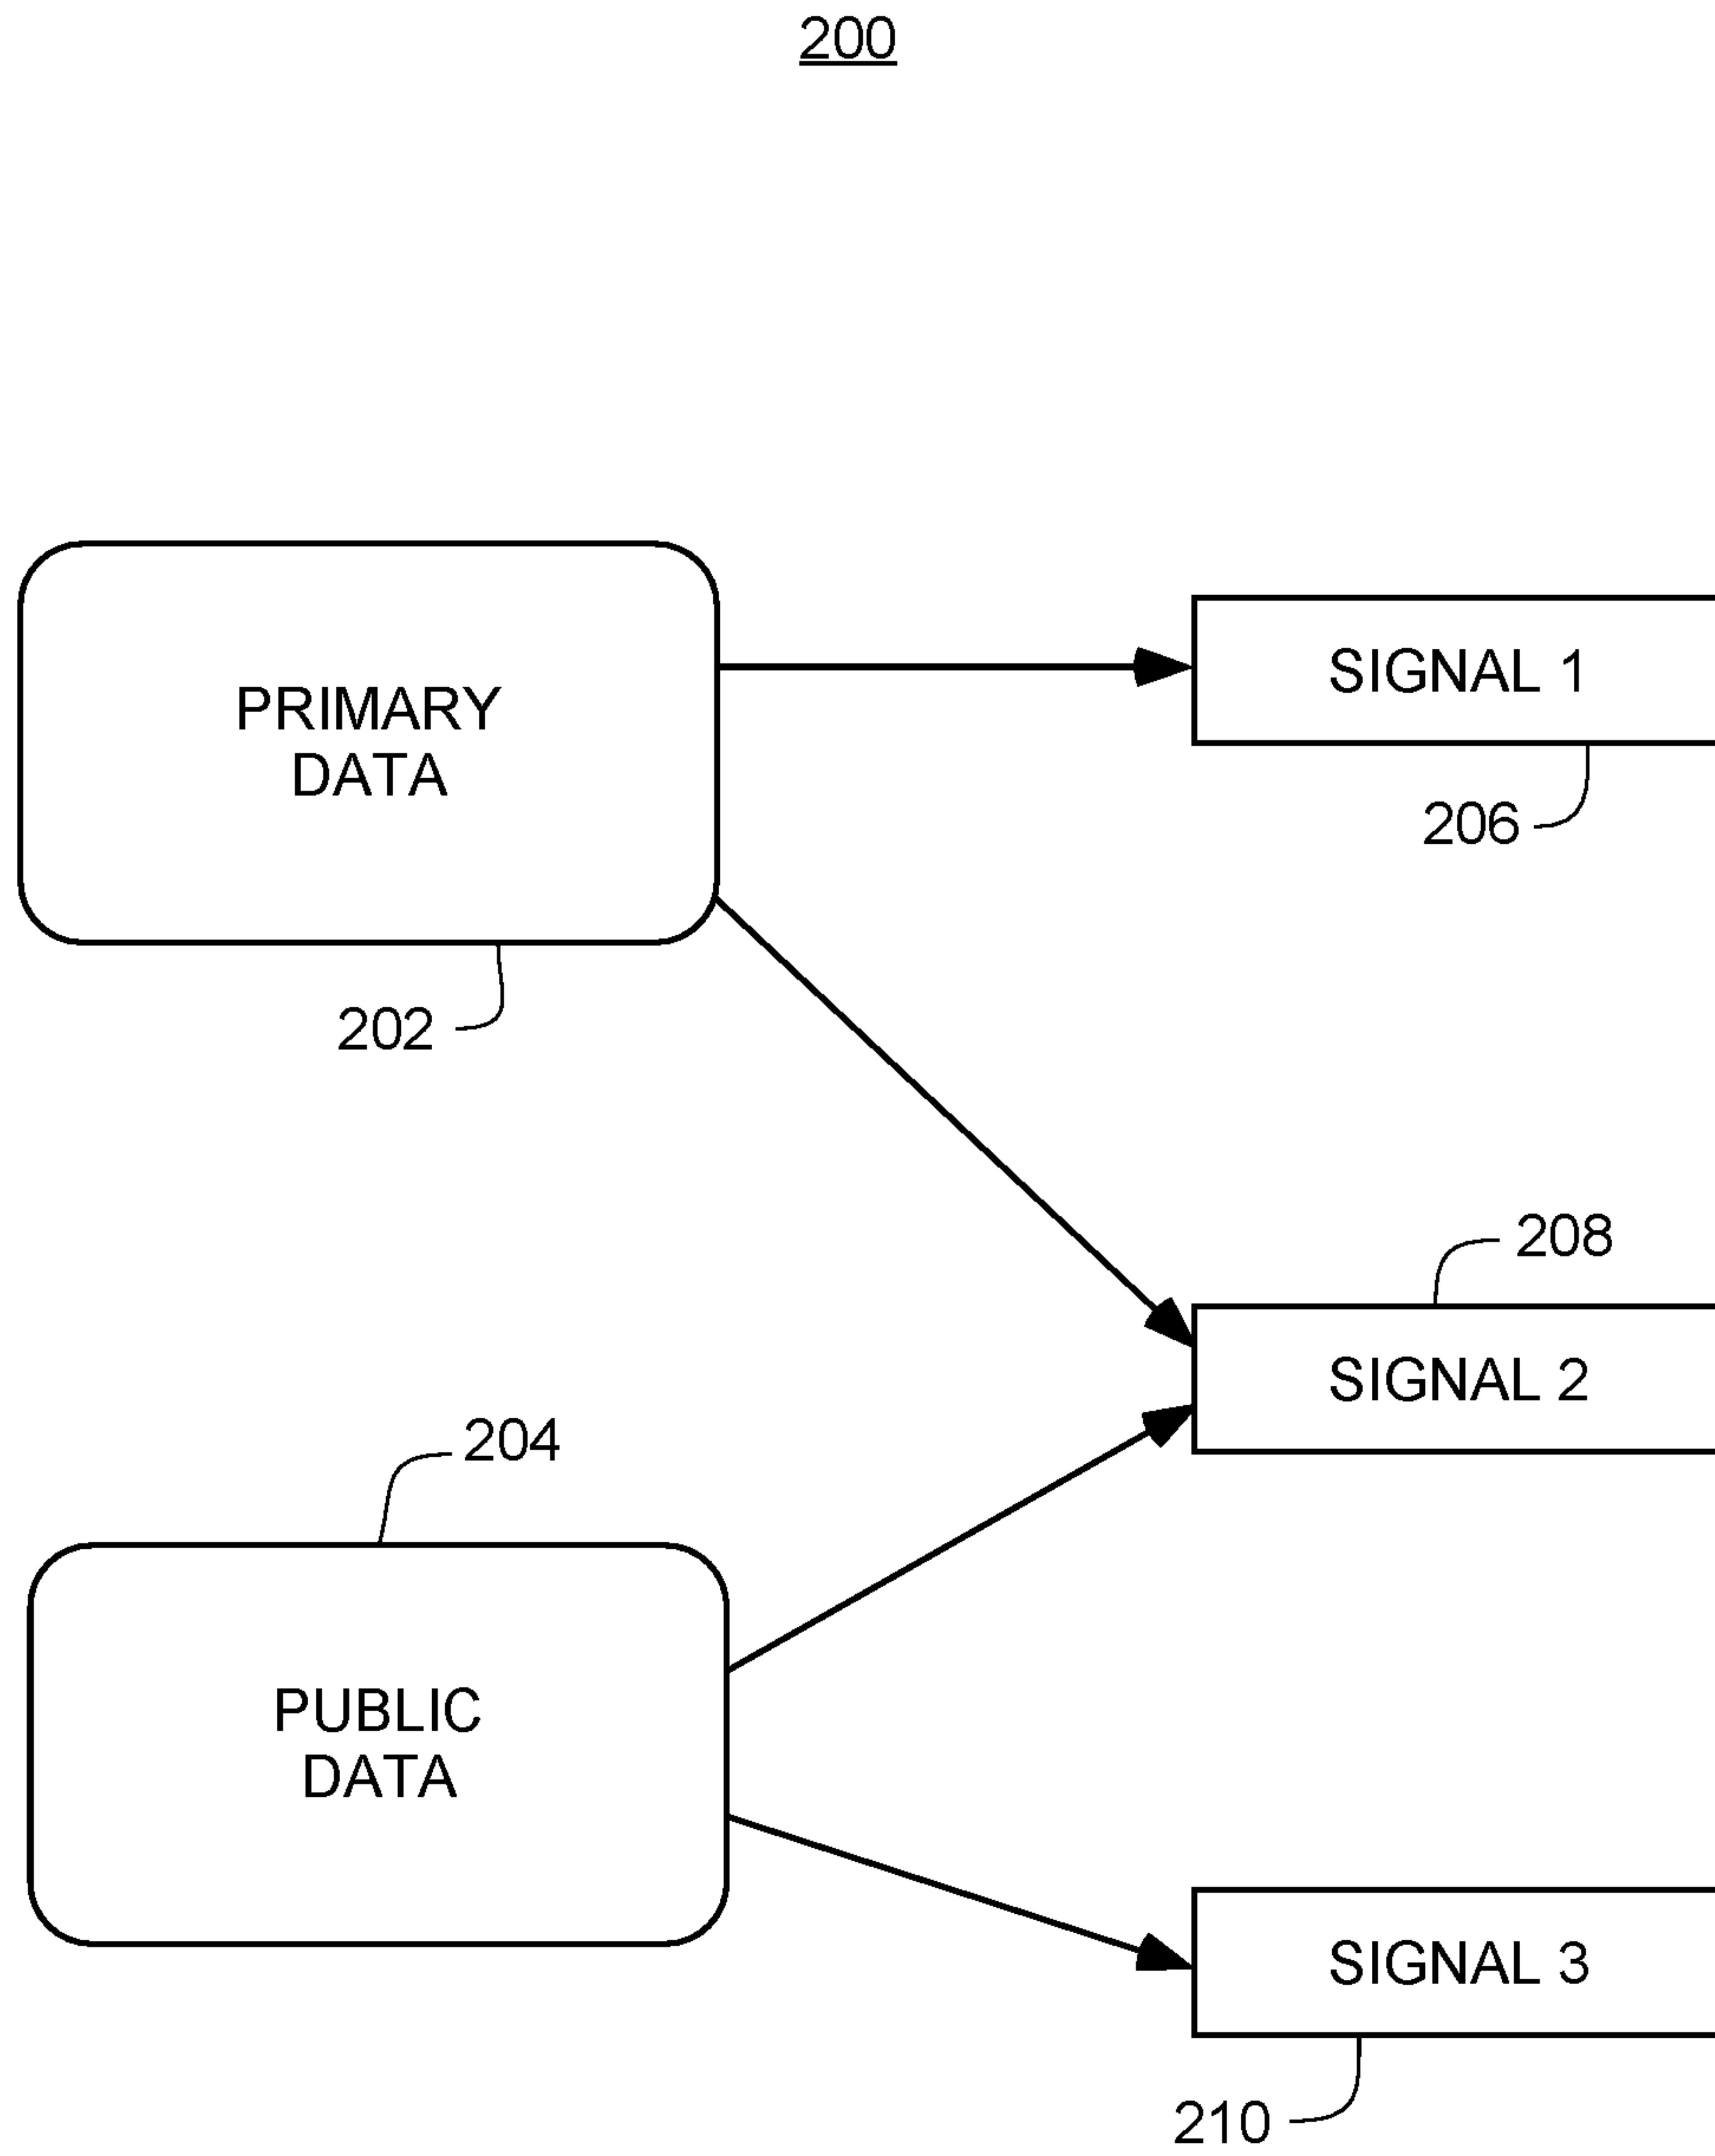 200
PRIMARY
DATA
SIGNAL 1
206
202
208
SIGNAL 2
204
PUBLIC
DATA
SIGNAL 3
210